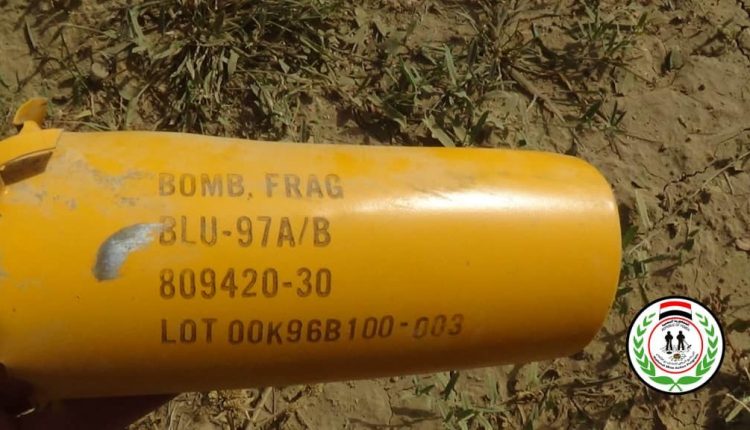 BOMB, FRAG
BLU-97A/B
809420-30
LOT 00K96B100-003